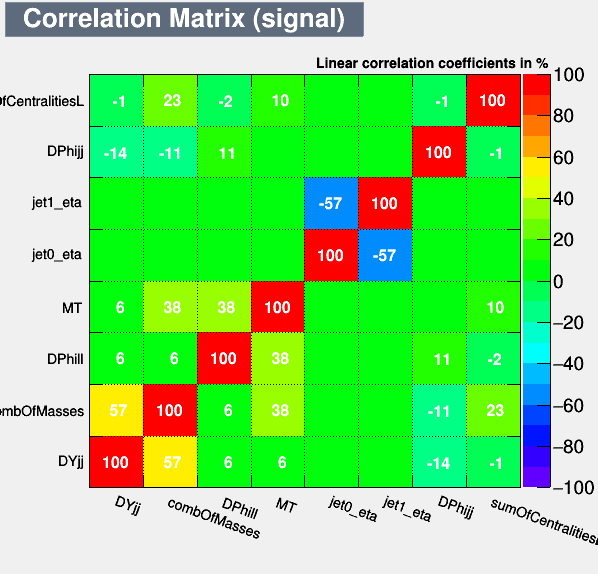 Correlation Matrix (signal)
Linear correlation coefficients in %
OfCentralitiesL -1 23 -2 10 -1 100
DPhijj -14 -11 11 100 -1
jet1_eta -57 100
jet0_eta 100 -57
MT 6 38 38 100 10
DPhill 6 6 100 38 11 -2
ombOfMasses 57 100 6 38 -11 23
DYjj 100 57 6 6 -14 -1
DYjj combOfMasses DPhill MT jet0_eta jet1_eta DPhijj sumOfCentralitiesL
100
80
60
40
20
0
−20
−40
−60
−80
−100